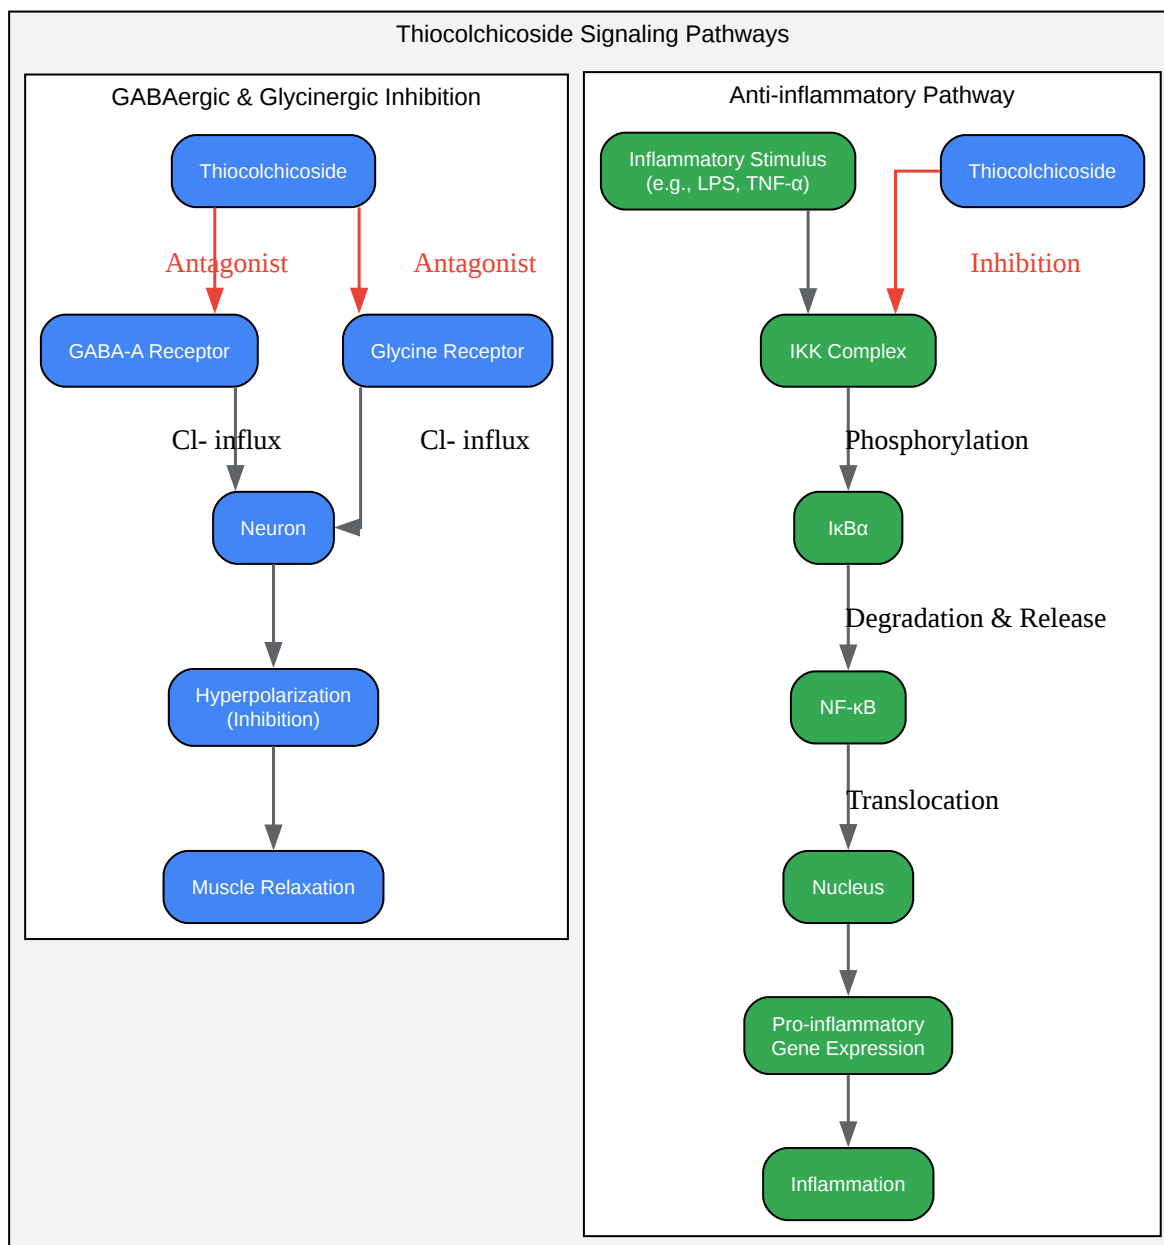 Thiocolchicoside Signaling Pathways
GABAergic & Glycinergic Inhibition
Thiocolchicoside
Antagonist
Antagonist
GABA-A Receptor
Glycine Receptor
Cl- influx
Cl- influx
Neuron
Hyperpolarization
(Inhibition)
Muscle Relaxation
Anti-inflammatory Pathway
Inflammatory Stimulus
(e.g., LPS, TNF-α)
Thiocolchicoside
Inhibition
IKK Complex
Phosphorylation
IκBα
Degradation & Release
NF-κB
Translocation
Nucleus
Pro-inflammatory
Gene Expression
Inflammation